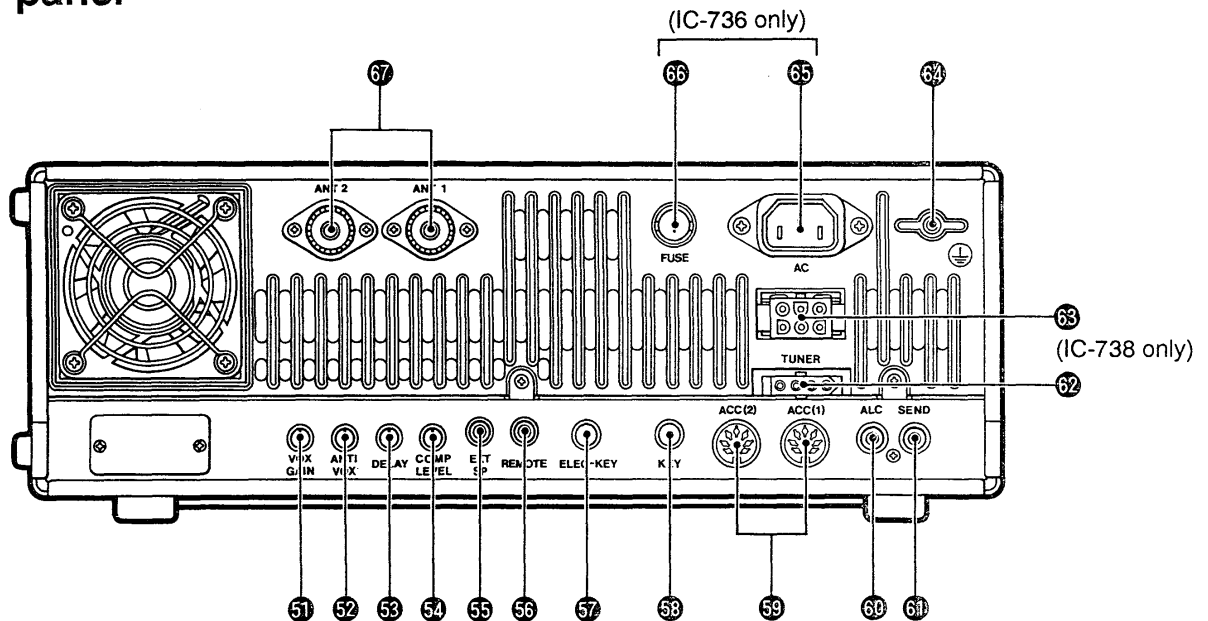 panel
(IC-736 only)
67
66
65
64
ANT 2
ANT 1
FUSE
AC
63
(IC-738 only)
TUNER
62
ACC(2)
ACC(1)
ALC
SEND
VOX
GAIN
ANTI
VOX
DELAY
COMP
LEVEL
EXT
SP
REMOTE
ELEC-KEY
KEY
51
52
53
54
55
56
57
58
59
60
61